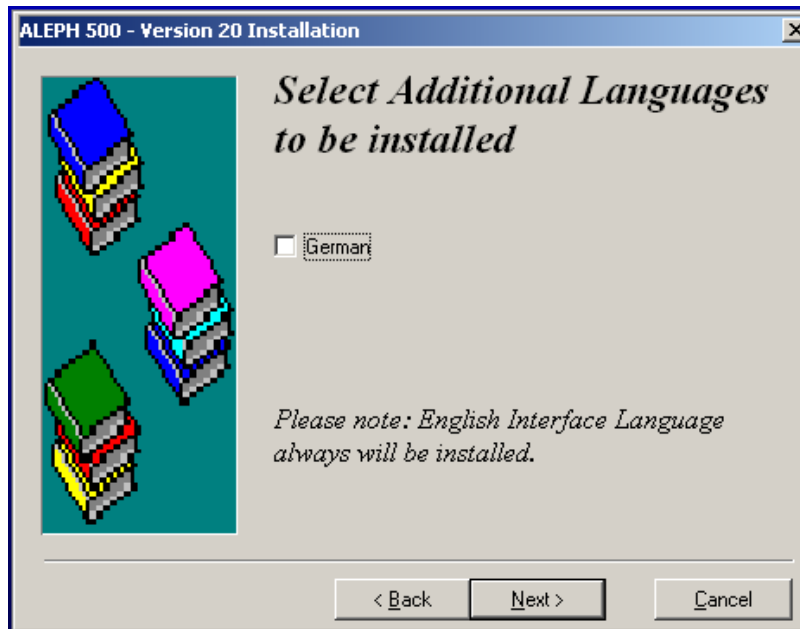 ALEPH 500 - Version 20 Installation
Select Additional Languages
to be installed
German
Please note: English Interface Language
always will be installed.
< Back
Next >
Cancel